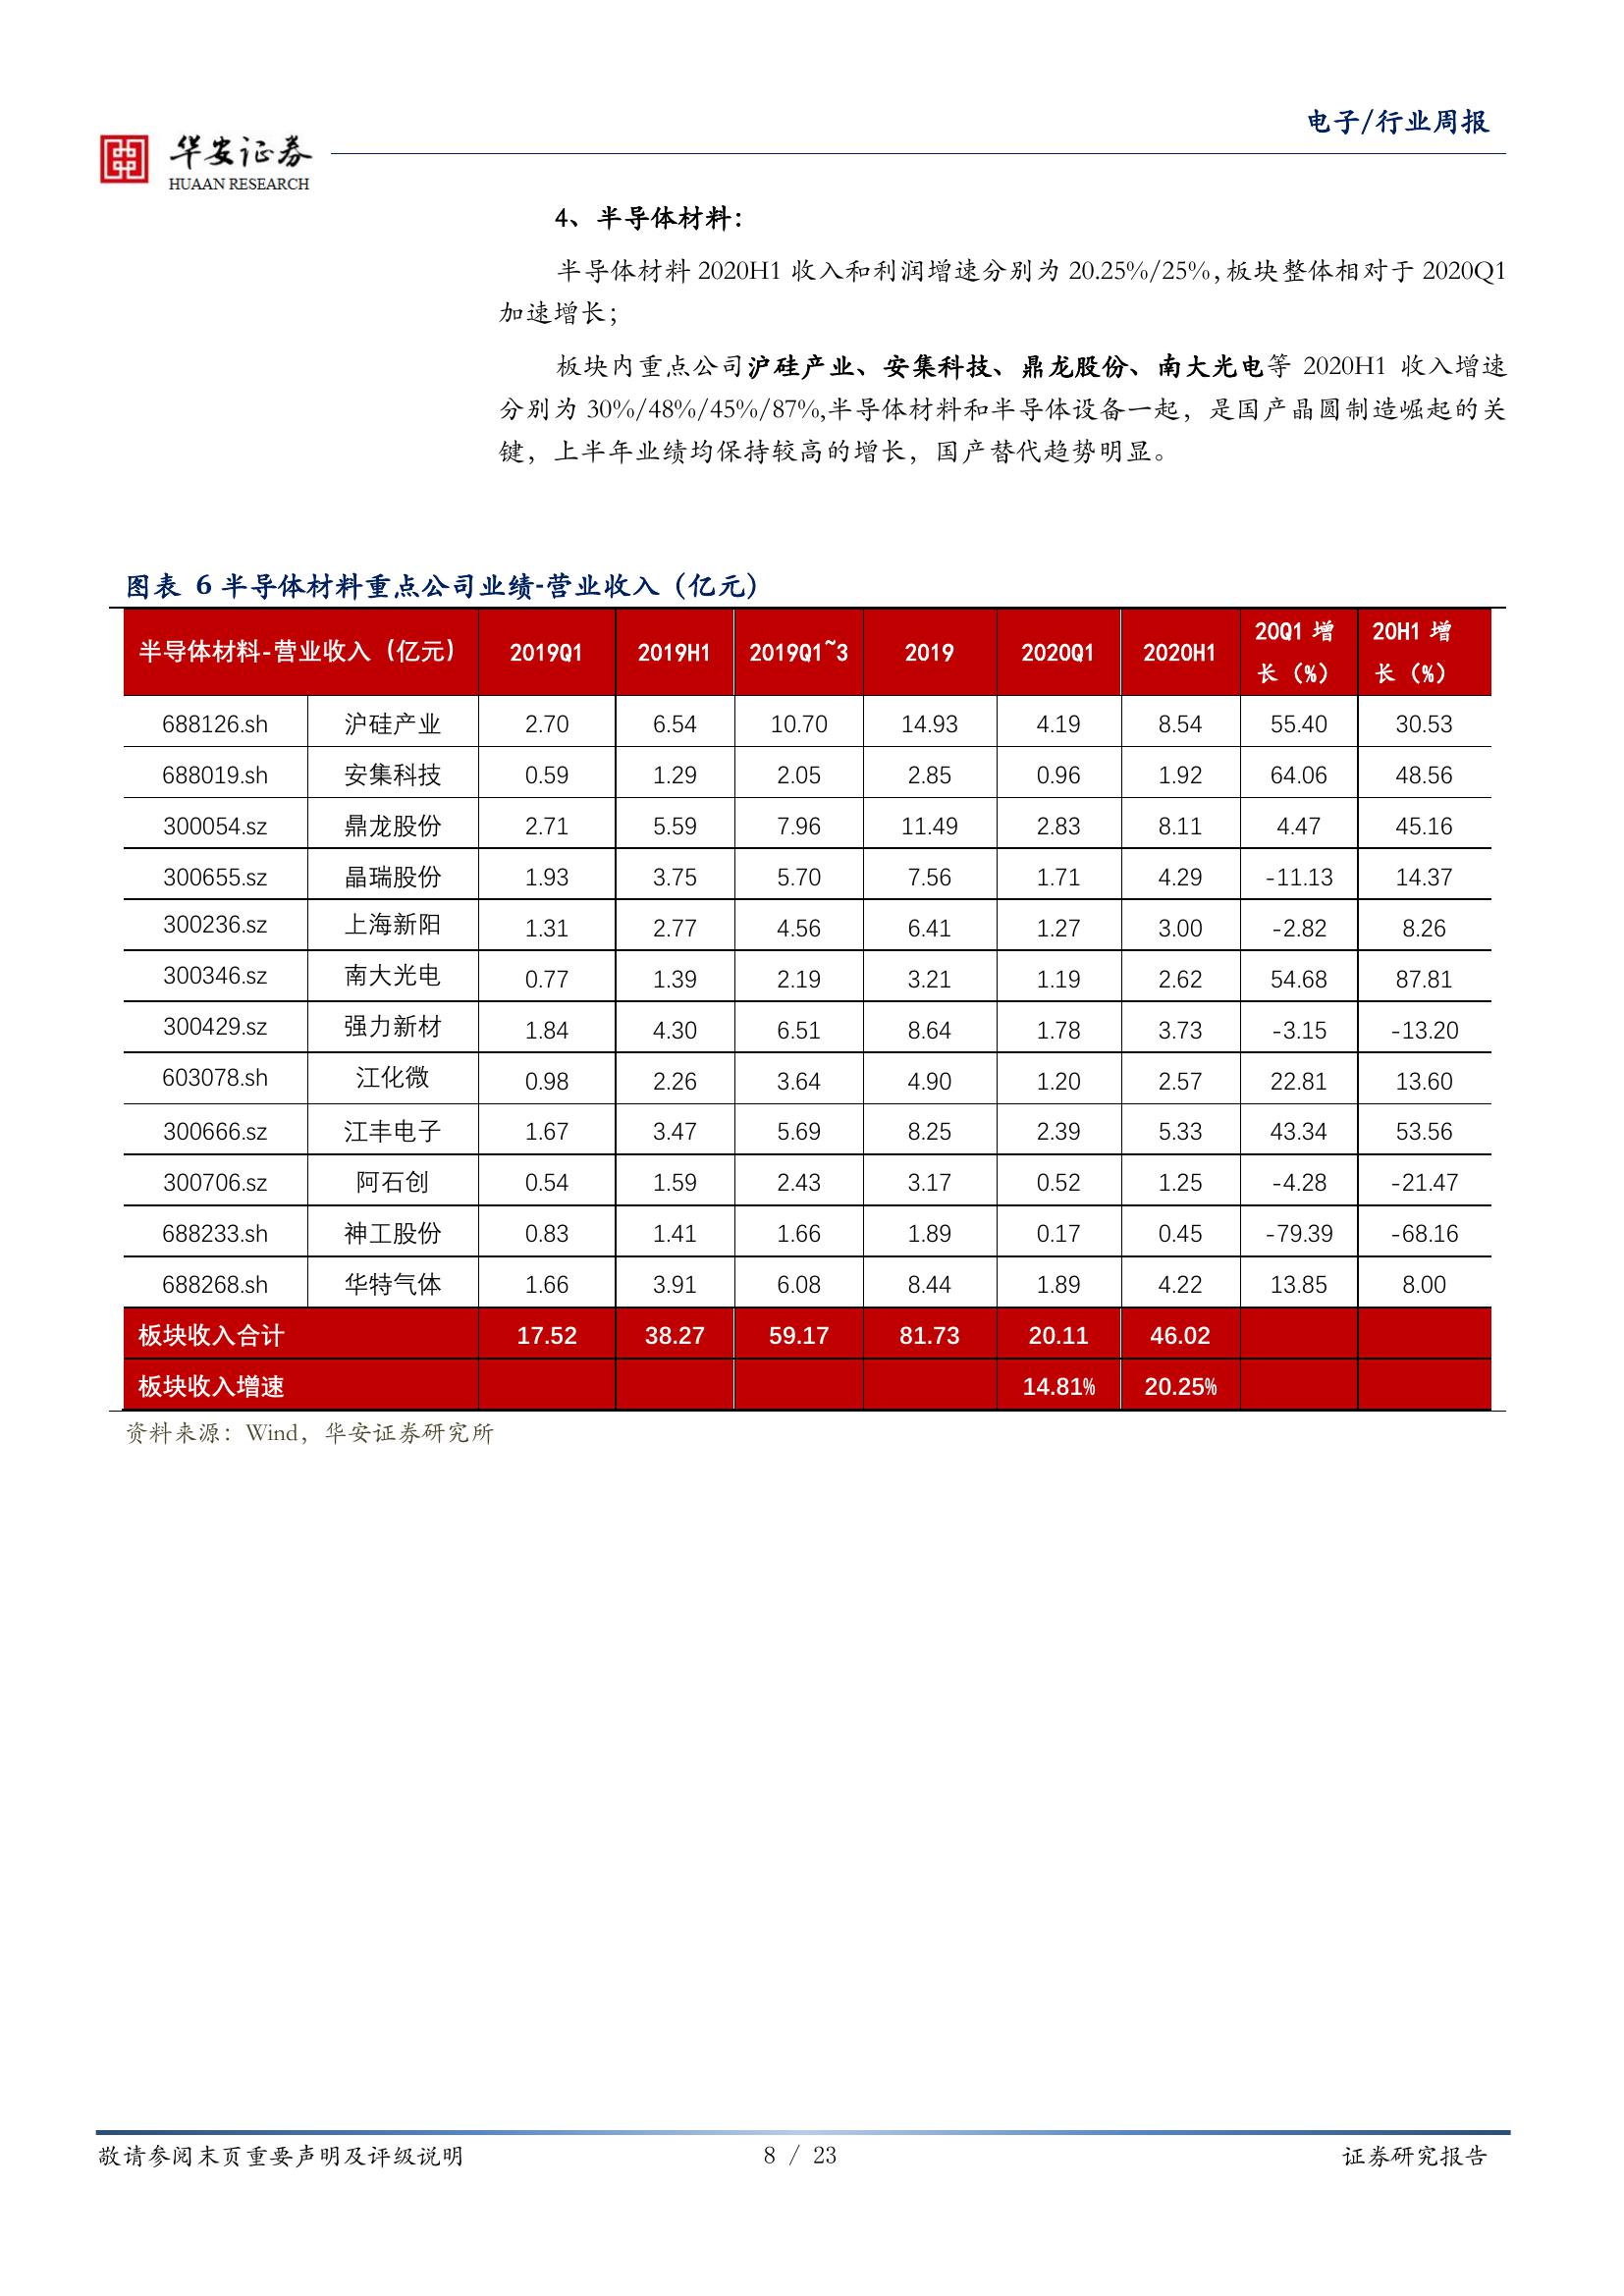 电子/行业周报
华安证券
HUAAN RESEARCH
4、半导体材料：
半导体材料 2020H1 收入和利润增速分别为 20.25%/25%,板块整体相对于 2020Q1
加速增长；
板块内重点公司沪硅产业、安集科技、鼎龙股份、南大光电等 2020H1 收入增速
分别为 30%/48%/45%/87%,半导体材料和半导体设备一起，是国产晶圆制造崛起的关
键，上半年业绩均保持较高的增长，国产替代趋势明显。
图表 6 半导体材料重点公司业绩-营业收入（亿元）
半导体材料-营业收入（亿元） 2019Q1 2019H1 2019Q1~3 2019 2020Q1 2020H1 20Q1 增长（%） 20H1 增长（%）
688126.sh 沪硅产业 2.70 6.54 10.70 14.93 4.19 8.54 55.40 30.53
688019.sh 安集科技 0.59 1.29 2.05 2.85 0.96 1.92 64.06 48.56
300054.sz 鼎龙股份 2.71 5.59 7.96 11.49 2.83 8.11 4.47 45.16
300655.sz 晶瑞股份 1.93 3.75 5.70 7.56 1.71 4.29 -11.13 14.37
300236.sz 上海新阳 1.31 2.77 4.56 6.41 1.27 3.00 -2.82 8.26
300346.sz 南大光电 0.77 1.39 2.19 3.21 1.19 2.62 54.68 87.81
300429.sz 强力新材 1.84 4.30 6.51 8.64 1.78 3.73 -3.15 -13.20
603078.sh 江化微 0.98 2.26 3.64 4.90 1.20 2.57 22.81 13.60
300666.sz 江丰电子 1.67 3.47 5.69 8.25 2.39 5.33 43.34 53.56
300706.sz 阿石创 0.54 1.59 2.43 3.17 0.52 1.25 -4.28 -21.47
688233.sh 神工股份 0.83 1.41 1.66 1.89 0.17 0.45 -79.39 -68.16
688268.sh 华特气体 1.66 3.91 6.08 8.44 1.89 4.22 13.85 8.00
板块收入合计 17.52 38.27 59.17 81.73 20.11 46.02
板块收入增速 14.81% 20.25%
资料来源：Wind，华安证券研究所
敬请参阅末页重要声明及评级说明 8 / 23 证券研究报告